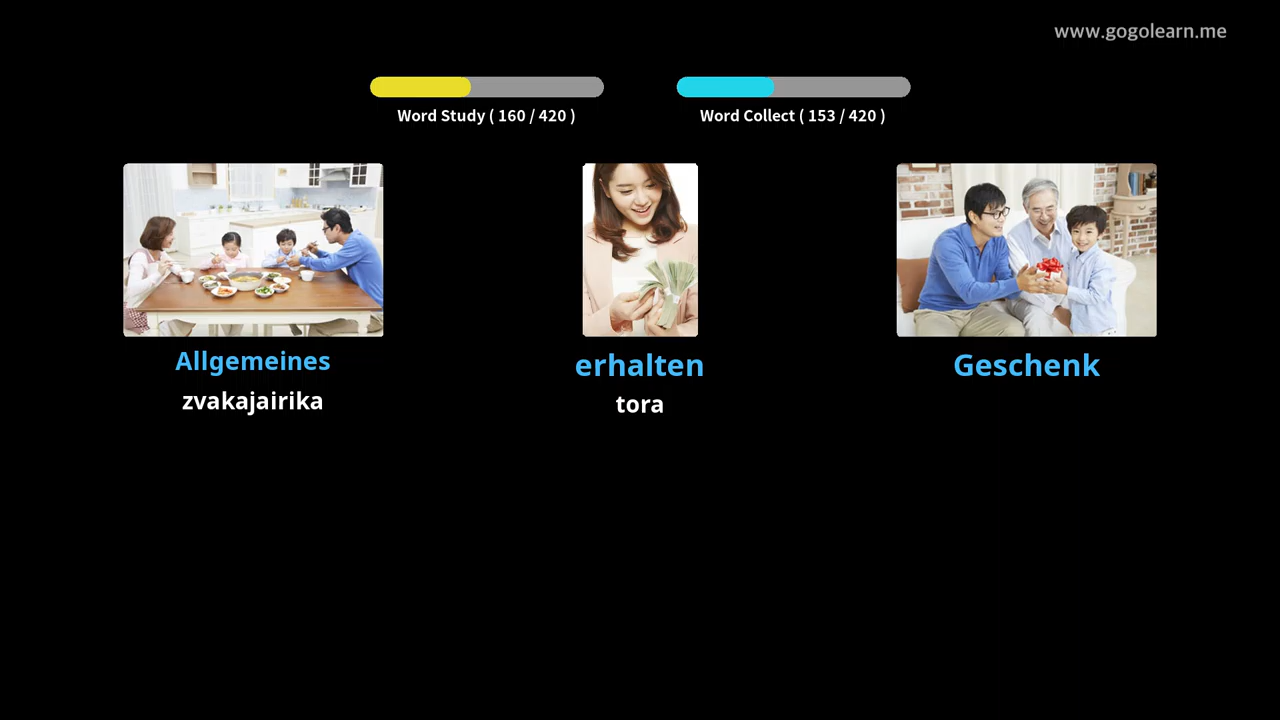 www.gogolearn.me
Word Study ( 160 / 420 )
Word Collect ( 153 / 420 )
Allgemeines
zvakajairika
erhalten
tora
Geschenk